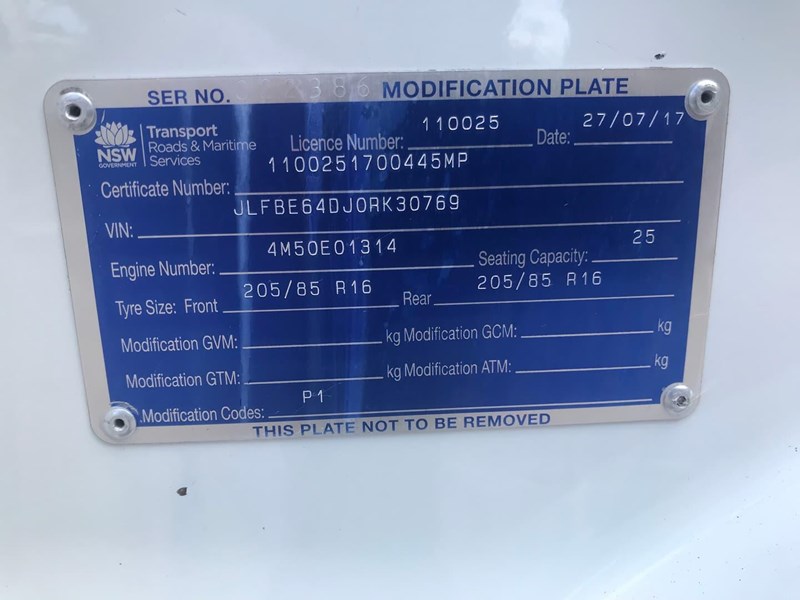 SER NO. MODIFICATION PLATE
NSW GOVERNMENT
Transport
Roads & Maritime
Services
Licence Number: 110025 Date: 27/07/17
Certificate Number: 1100251700445MP
VIN: JLFBE64DJ0RK30769
Engine Number: 4M50E01314 Seating Capacity: 25
Tyre Size: Front 205/85 R16 Rear 205/85 R16
Modification GVM: kg Modification GCM: kg
Modification GTM: kg Modification ATM: kg
Modification Codes: P1
THIS PLATE NOT TO BE REMOVED